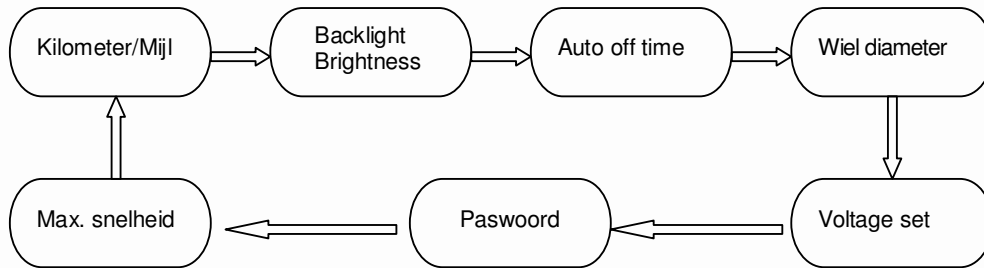 Kilometer/Mijl
Backlight
Brightness
Auto off time
Wiel diameter
Max. snelheid
Paswoord
Voltage set